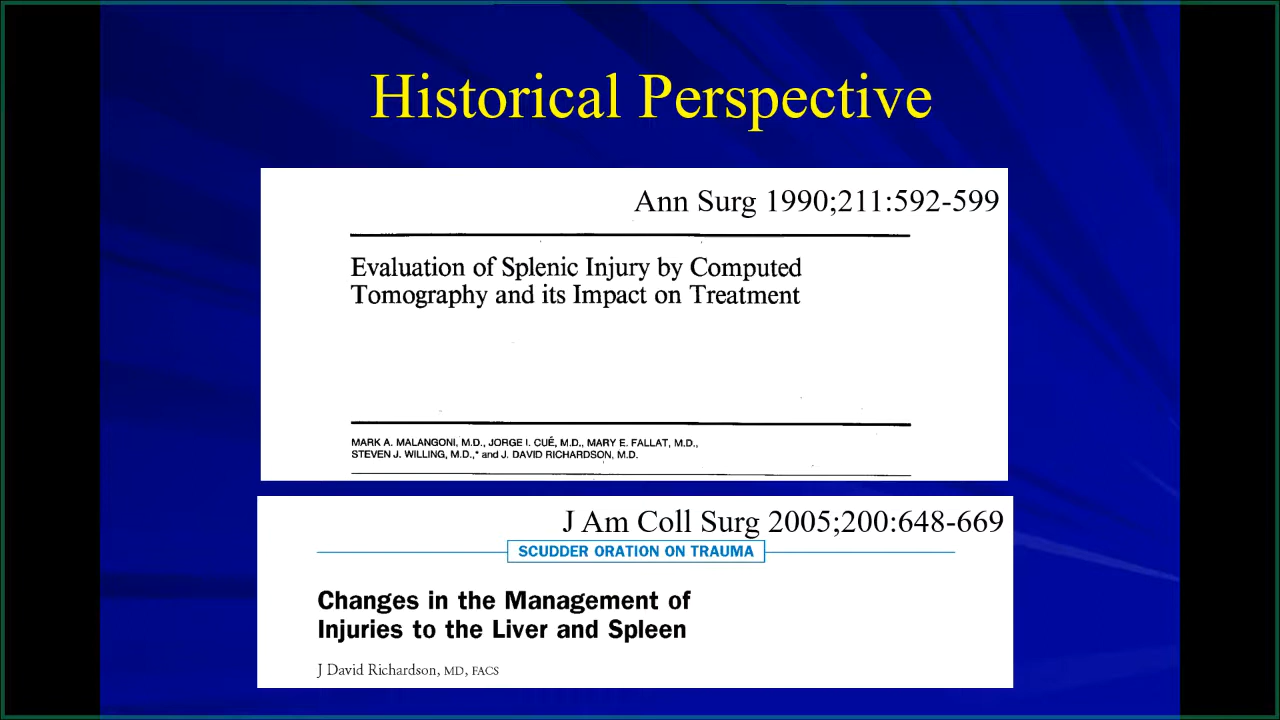 Historical Perspective
Ann Surg 1990;211:592-599
Evaluation of Splenic Injury by Computed
Tomography and its Impact on Treatment
MARK A. MALANGONI, M.D., JORGE I. CUÉ, M.D., MARY E. FALLAT, M.D.,
STEVEN J. WILLING, M.D.,* and J. DAVID RICHARDSON, M.D.
J Am Coll Surg 2005;200:648-669
SCUDDER ORATION ON TRAUMA
Changes in the Management of
Injuries to the Liver and Spleen
J David Richardson, MD, FACS